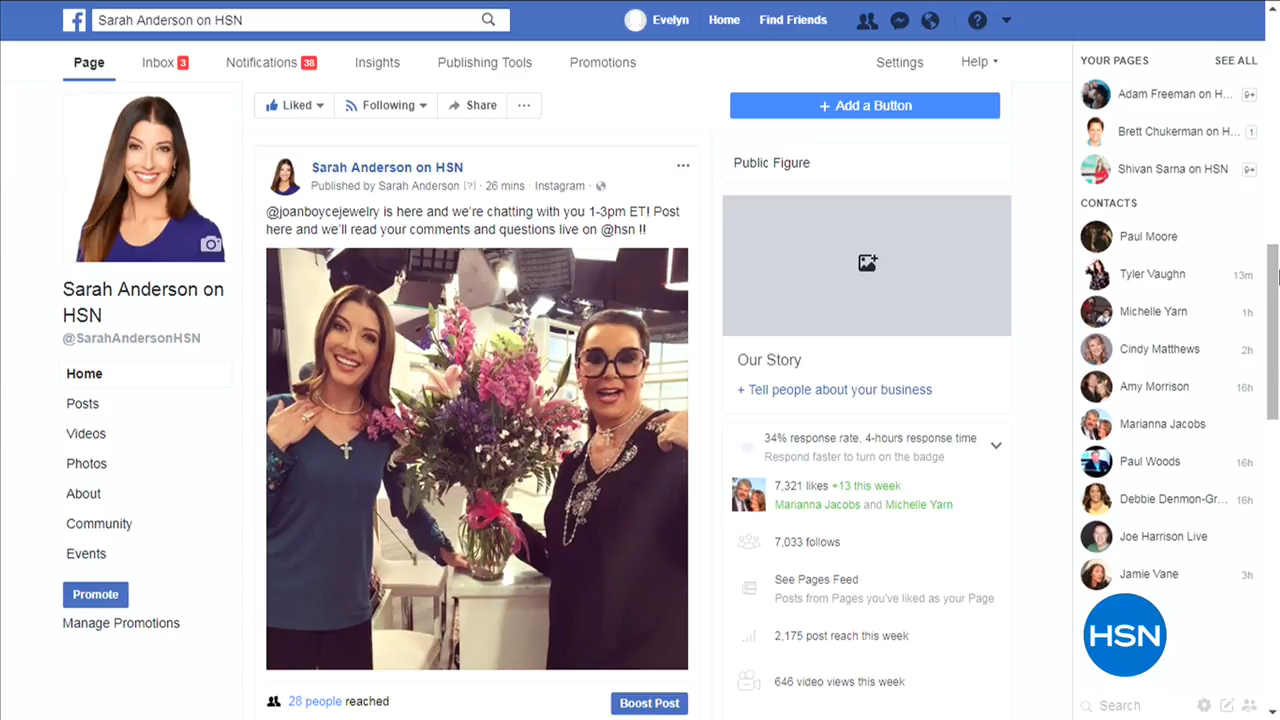 Sarah Anderson on HSN
Evelyn Home Find Friends
Page Inbox 3 Notifications 38 Insights Publishing Tools Promotions Settings Help
Liked Following Share ...
+ Add a Button
Sarah Anderson on HSN
@SarahAndersonHSN
Home
Posts
Videos
Photos
About
Community
Events
Promote
Manage Promotions
Sarah Anderson on HSN
Published by Sarah Anderson [?] · 26 mins · Instagram ·
@joanboycejewelry is here and we're chatting with you 1-3pm ET! Post
here and we'll read your comments and questions live on @hsn !!
28 people reached
Boost Post
Public Figure
Our Story
+ Tell people about your business
34% response rate, 4-hours response time
Respond faster to turn on the badge
7,321 likes +13 this week
Marianna Jacobs and Michelle Yarn
7,033 follows
See Pages Feed
Posts from Pages you've liked as your Page
2,175 post reach this week
646 video views this week
YOUR PAGES SEE ALL
Adam Freeman on H... 9+
Brett Chukerman on H... 1
Shivan Sarna on HSN 9+
CONTACTS
Paul Moore
Tyler Vaughn 13m
Michelle Yarn 1h
Cindy Matthews 2h
Amy Morrison 16h
Marianna Jacobs
Paul Woods 16h
Debbie Denmon-Gr... 16h
Joe Harrison Live
Jamie Vane 3h
HSN
Search